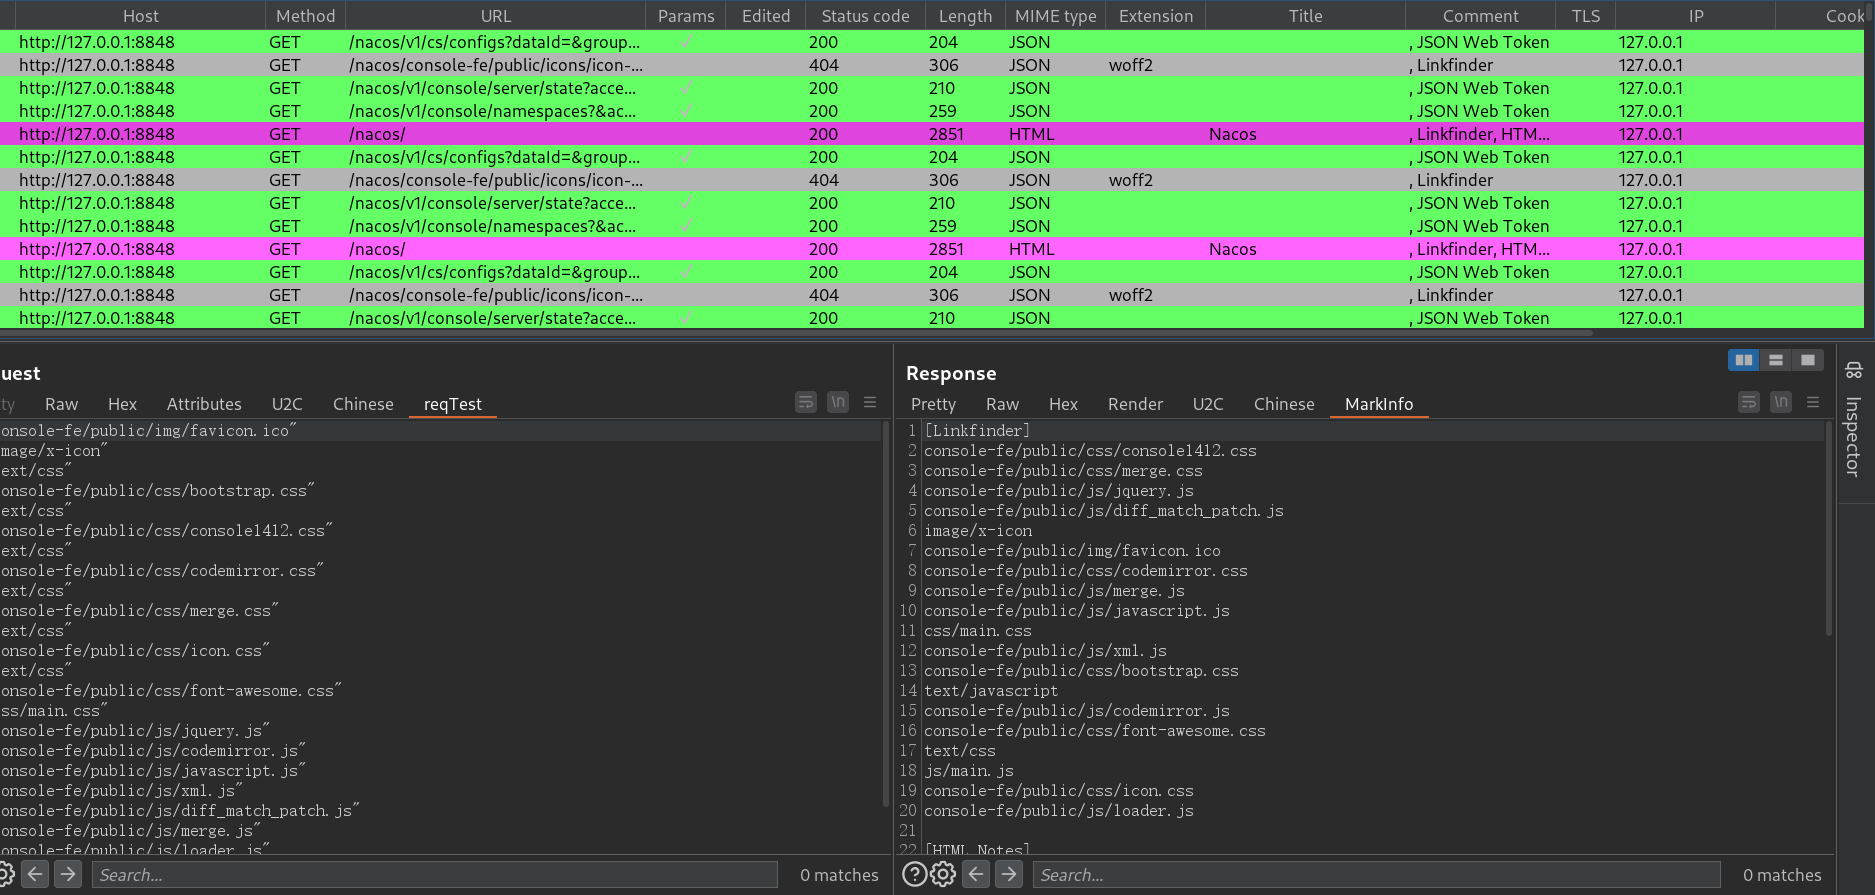 Host Method URL Params Edited Status code Length MIME type Extension Title Comment TLS IP Cook
http://127.0.0.1:8848 GET /nacos/v1/cs/configs?dataId=&group... ✓ 200 204 JSON , JSON Web Token 127.0.0.1
http://127.0.0.1:8848 GET /nacos/console-fe/public/icons/icon-... 404 306 JSON woff2 , Linkfinder 127.0.0.1
http://127.0.0.1:8848 GET /nacos/v1/console/server/state?acce... ✓ 200 210 JSON , JSON Web Token 127.0.0.1
http://127.0.0.1:8848 GET /nacos/v1/console/namespaces?&ac... ✓ 200 259 JSON , JSON Web Token 127.0.0.1
http://127.0.0.1:8848 GET /nacos/ 200 2851 HTML Nacos , Linkfinder, HTM... 127.0.0.1
http://127.0.0.1:8848 GET /nacos/v1/cs/configs?dataId=&group... ✓ 200 204 JSON , JSON Web Token 127.0.0.1
http://127.0.0.1:8848 GET /nacos/console-fe/public/icons/icon-... 404 306 JSON woff2 , Linkfinder 127.0.0.1
http://127.0.0.1:8848 GET /nacos/v1/console/server/state?acce... ✓ 200 210 JSON , JSON Web Token 127.0.0.1
http://127.0.0.1:8848 GET /nacos/v1/console/namespaces?&ac... ✓ 200 259 JSON , JSON Web Token 127.0.0.1
http://127.0.0.1:8848 GET /nacos/ 200 2851 HTML Nacos , Linkfinder, HTM... 127.0.0.1
http://127.0.0.1:8848 GET /nacos/v1/cs/configs?dataId=&group... ✓ 200 204 JSON , JSON Web Token 127.0.0.1
http://127.0.0.1:8848 GET /nacos/console-fe/public/icons/icon-... 404 306 JSON woff2 , Linkfinder 127.0.0.1
http://127.0.0.1:8848 GET /nacos/v1/console/server/state?acce... ✓ 200 210 JSON , JSON Web Token 127.0.0.1
uest
ty Raw Hex Attributes U2C Chinese reqTest \n
onsole-fe/public/img/favicon.ico"
mage/x-icon"
ext/css"
onsole-fe/public/css/bootstrap.css"
ext/css"
onsole-fe/public/css/console1412.css"
ext/css"
onsole-fe/public/css/codemirror.css"
ext/css"
onsole-fe/public/css/merge.css"
ext/css"
onsole-fe/public/css/icon.css"
ext/css"
onsole-fe/public/css/font-awesome.css"
ss/main.css"
onsole-fe/public/js/jquery.js"
onsole-fe/public/js/codemirror.js"
onsole-fe/public/js/javascript.js"
onsole-fe/public/js/xml.js"
onsole-fe/public/js/diff_match_patch.js"
onsole-fe/public/js/merge.js"
onsole-fe/public/js/loader.js"
Search...
0 matches
Response
Pretty Raw Hex Render U2C Chinese MarkInfo \n
1 [Linkfinder]
2 console-fe/public/css/console1412.css
3 console-fe/public/css/merge.css
4 console-fe/public/js/jquery.js
5 console-fe/public/js/diff_match_patch.js
6 image/x-icon
7 console-fe/public/img/favicon.ico
8 console-fe/public/css/codemirror.css
9 console-fe/public/js/merge.js
10 console-fe/public/js/javascript.js
11 css/main.css
12 console-fe/public/js/xml.js
13 console-fe/public/css/bootstrap.css
14 text/javascript
15 console-fe/public/js/codemirror.js
16 console-fe/public/css/font-awesome.css
17 text/css
18 js/main.js
19 console-fe/public/css/icon.css
20 console-fe/public/js/loader.js
21
22 [HTML Notes]
Search...
0 matches
Inspector